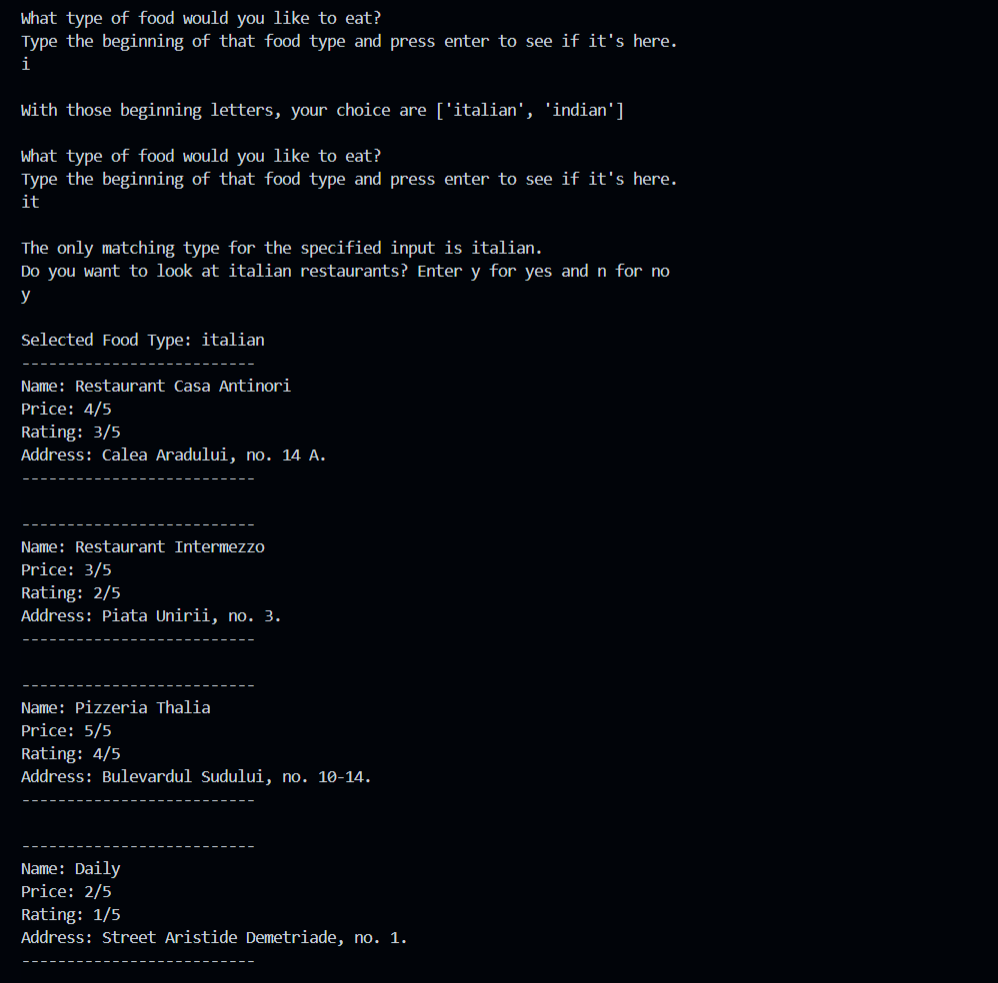 What type of food would you like to eat?
Type the beginning of that food type and press enter to see if it's here.
i
With those beginning letters, your choice are ['italian', 'indian']
What type of food would you like to eat?
Type the beginning of that food type and press enter to see if it's here.
it
The only matching type for the specified input is italian.
Do you want to look at italian restaurants? Enter y for yes and n for no
y
Selected Food Type: italian
--------------------------
Name: Restaurant Casa Antinori
Price: 4/5
Rating: 3/5
Address: Calea Aradului, no. 14 A.
--------------------------
--------------------------
Name: Restaurant Intermezzo
Price: 3/5
Rating: 2/5
Address: Piata Unirii, no. 3.
--------------------------
--------------------------
Name: Pizzeria Thalia
Price: 5/5
Rating: 4/5
Address: Bulevardul Sudului, no. 10-14.
--------------------------
--------------------------
Name: Daily
Price: 2/5
Rating: 1/5
Address: Street Aristide Demetriade, no. 1.
--------------------------